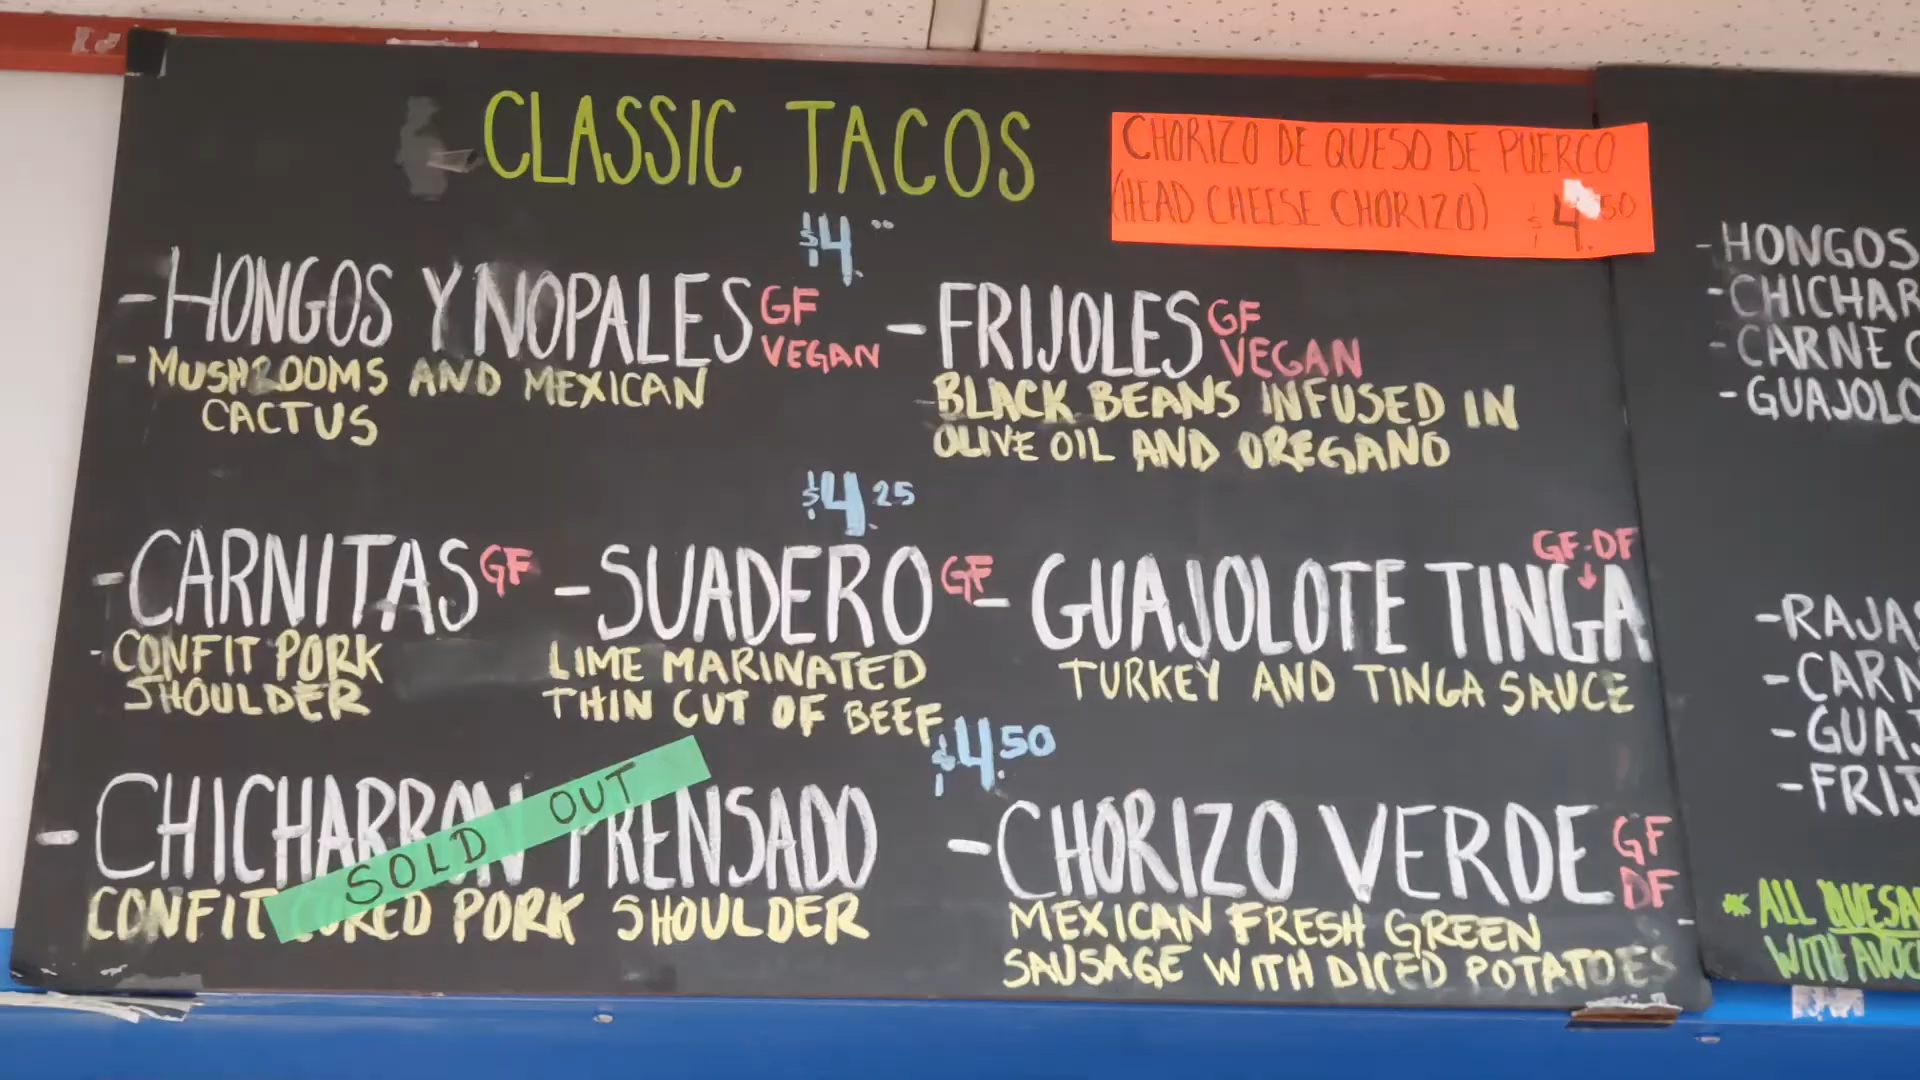 CLASSIC TACOS
CHORIZO DE QUESO DE PUERCO
(HEAD CHEESE CHORIZO) $4.50
$4.00
-HONGOS Y NOPALES GF VEGAN
-MUSHROOMS AND MEXICAN
CACTUS
-FRIJOLES GF VEGAN
BLACK BEANS INFUSED IN
OLIVE OIL AND OREGANO
$4.25
-CARNITAS GF
-CONFIT PORK
SHOULDER
-SUADERO GF
LIME MARINATED
THIN CUT OF BEEF
GF-DF
-GUAJOLOTE TINGA
TURKEY AND TINGA SAUCE
$4.50
-CHICHARRON PRENSADO
SOLD OUT
CONFIT CURED PORK SHOULDER
-CHORIZO VERDE GF DF
MEXICAN FRESH GREEN
SAUSAGE WITH DICED POTATOES
-HONGOS
-CHICHAR
-CARNE
-GUAJOLO
-RAJAS
-CARN
-GUAJ
-FRIJ
*ALL QUESA
WITH AVOC